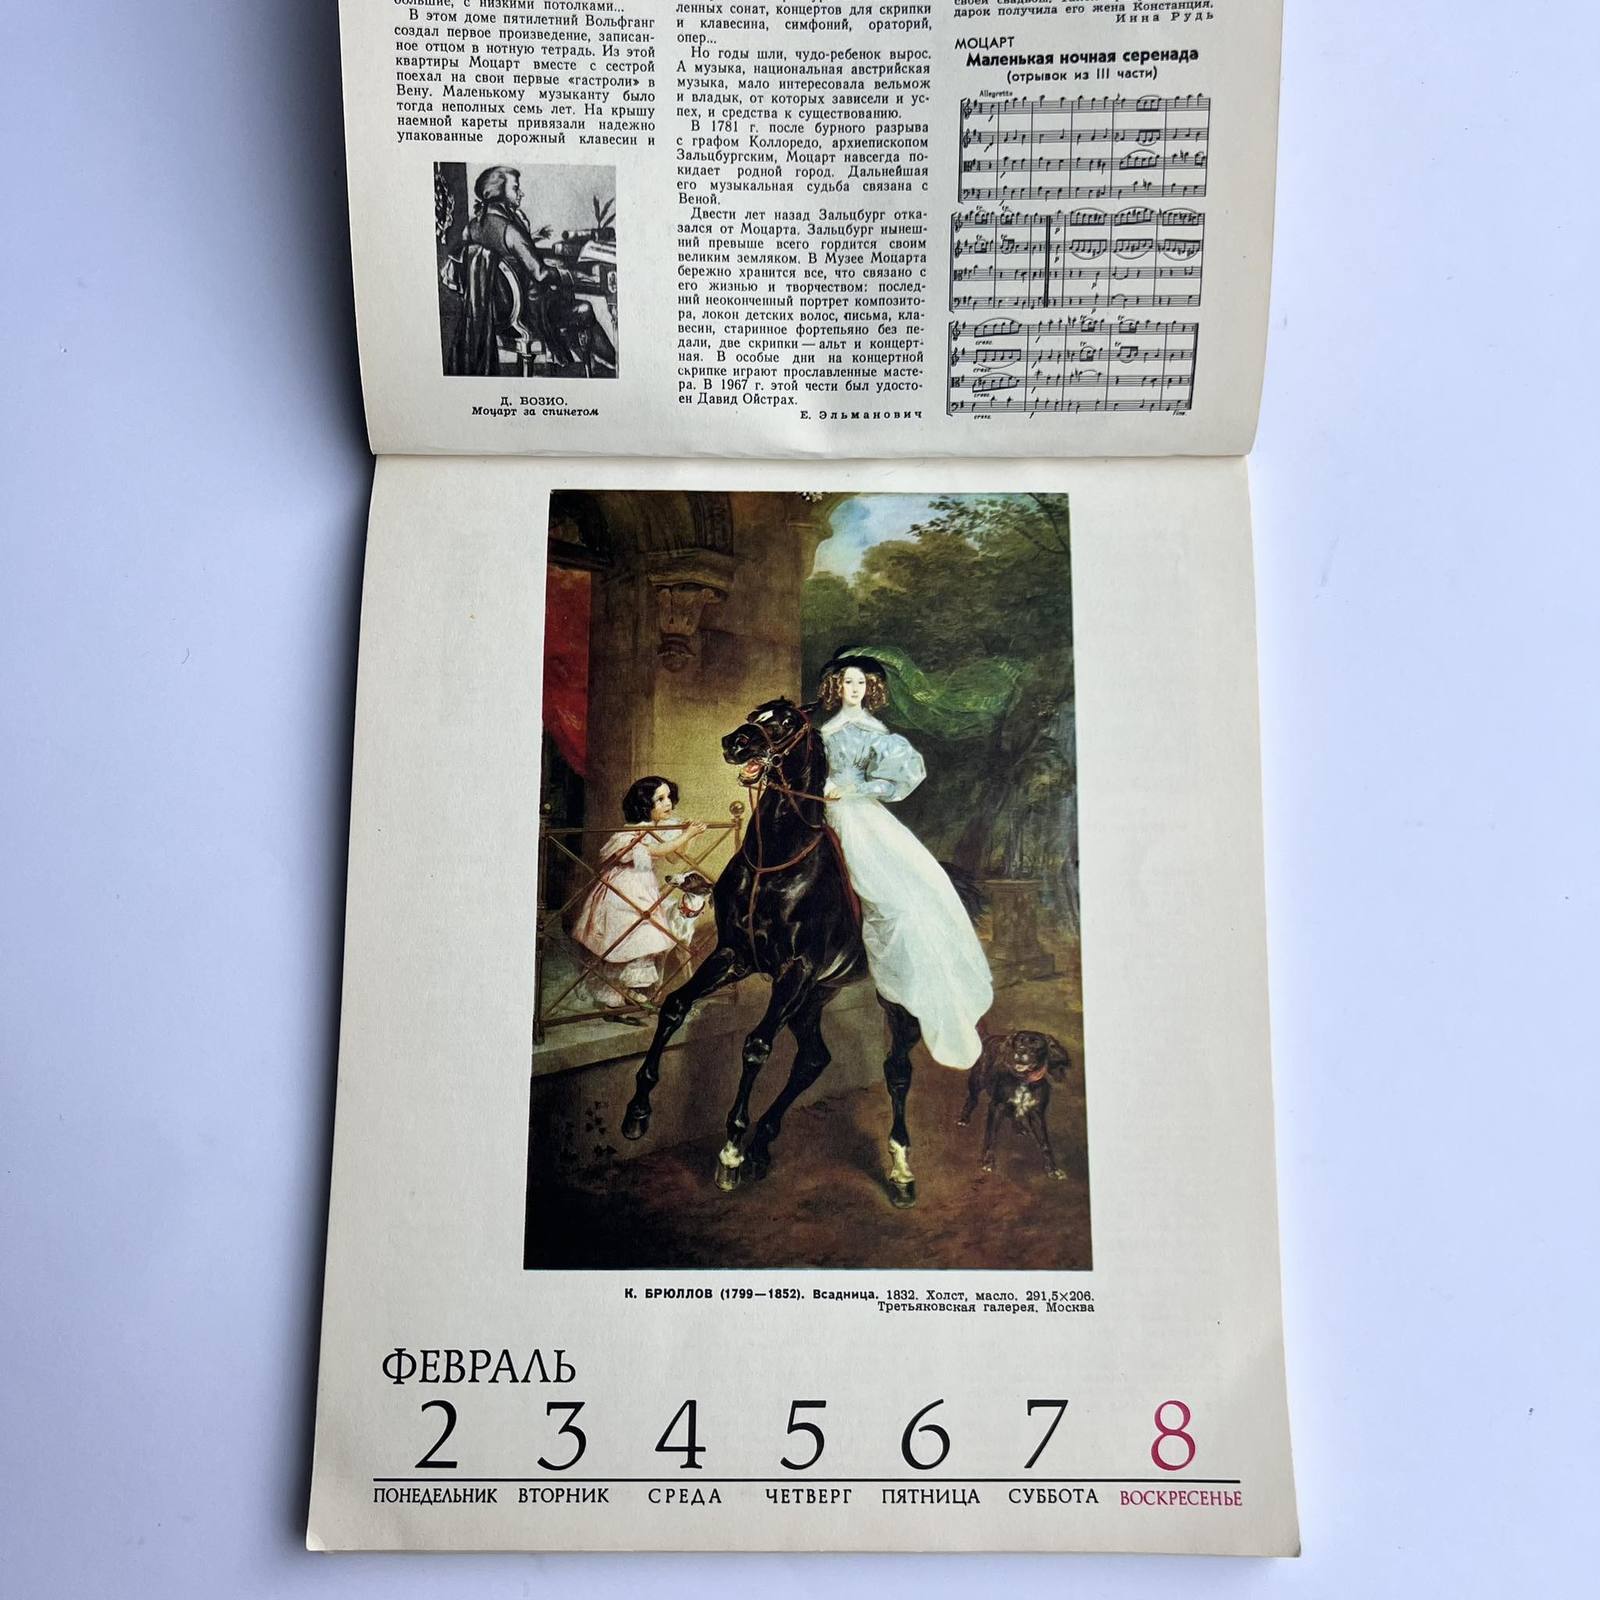 большие, с низкими потолками...
В этом доме пятилетний Вольфганг
создал первое произведение, записан-
ное отцом в нотную тетрадь. Из этой
квартиры Моцарт вместе с сестрой
поехал на свои первые «гастроли» в
Вену. Маленькому музыканту было
тогда неполных семь лет. На крышу
наемной кареты привязали надежно
упакованные дорожный клавесин и
Д. БОЗИО.
Моцарт за спинетом
ленных сонат, концертов для скрипки
и клавесина, симфоний, ораторий,
опер...
Но годы шли, чудо-ребенок вырос.
А музыка, национальная австрийская
музыка, мало интересовала вельмож
и владык, от которых зависели и ус-
пех, и средства к существованию.
В 1781 г. после бурного разрыва
с графом Коллоредо, архиепископом
Зальцбургским, Моцарт навсегда по-
кидает родной город. Дальнейшая
его музыкальная судьба связана с
Веной.
Двести лет назад Зальцбург отка-
зался от Моцарта. Зальцбург нынеш-
ний превыше всего гордится своим
великим земляком. В Музее Моцарта
бережно хранится все, что связано с
его жизнью и творчеством: послед-
ний неоконченный портрет композито-
ра, локон детских волос, письма, кла-
весин, старинное фортепьяно без пе-
дали, две скрипки — альт и концерт-
ная. В особые дни на концертной
скрипке играют прославленные масте-
ра. В 1967 г. этой чести был удосто-
ен Давид Ойстрах.
Е. Эльманович
дарок получила его жена Констанция.
Инна Рудь
МОЦАРТ
Маленькая ночная серенада
(отрывок из III части)
Allegretto
К. БРЮЛЛОВ (1799—1852). Всадница. 1832. Холст, масло. 291,5×206.
Третьяковская галерея. Москва
ФЕВРАЛЬ
2 3 4 5 6 7 8
ПОНЕДЕЛЬНИК ВТОРНИК СРЕДА ЧЕТВЕРГ ПЯТНИЦА СУББОТА ВОСКРЕСЕНЬЕ